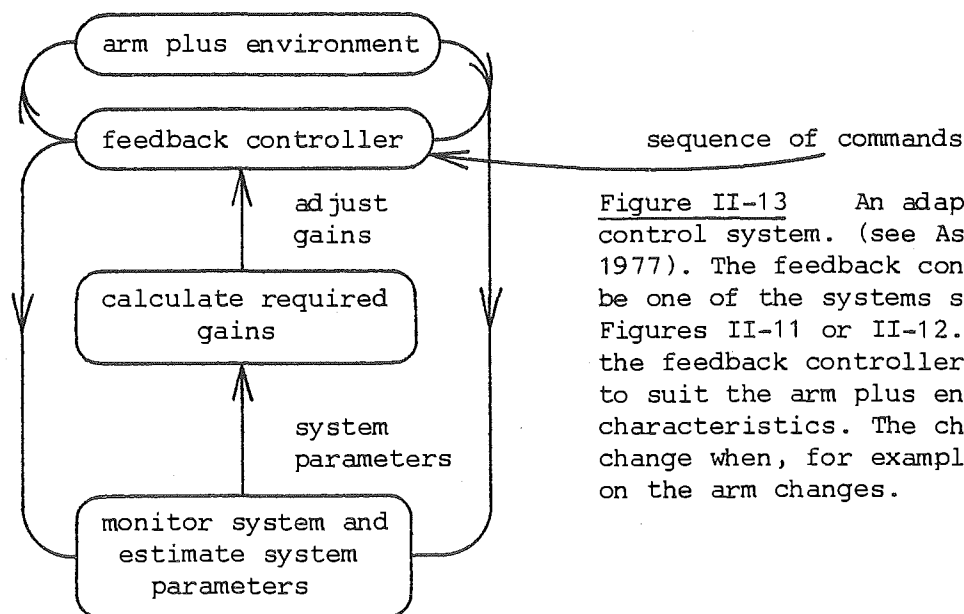 arm plus environment
feedback controller
sequence of commands
adjust
gains
calculate required
gains
system
parameters
monitor system and
estimate system
parameters
Figure II-13 An adap
control system. (see As
1977). The feedback con
be one of the systems s
Figures II-11 or II-12.
the feedback controller
to suit the arm plus en
characteristics. The ch
change when, for exampl
on the arm changes.